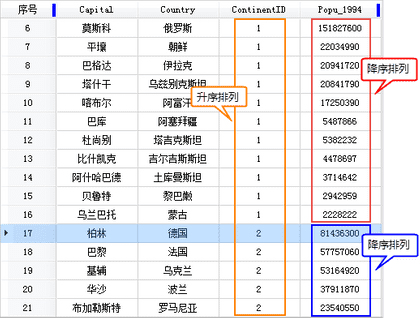 序号 Capital Country ContinentID Popu_1994
6 莫斯科 俄罗斯 1 151827600
7 平壤 朝鲜 1 22034990
8 巴格达 伊拉克 1 20941720
9 塔什干 乌兹别克斯坦 1 20841790
10 喀布尔 阿富汗 1 17250390
11 巴库 阿塞拜疆 1 5487866
12 杜尚别 塔吉克斯坦 1 5382232
13 比什凯克 吉尔吉斯斯坦 1 4478697
14 阿什哈巴德 土库曼斯坦 1 3714642
15 贝鲁特 黎巴嫩 1 2942959
16 乌兰巴托 蒙古 1 2228222
17 柏林 德国 2 81436300
18 巴黎 法国 2 57757060
19 基辅 乌克兰 2 53164920
20 华沙 波兰 2 37911870
21 布加勒斯特 罗马尼亚 2 23540550
升序排列
降序排列
降序排列